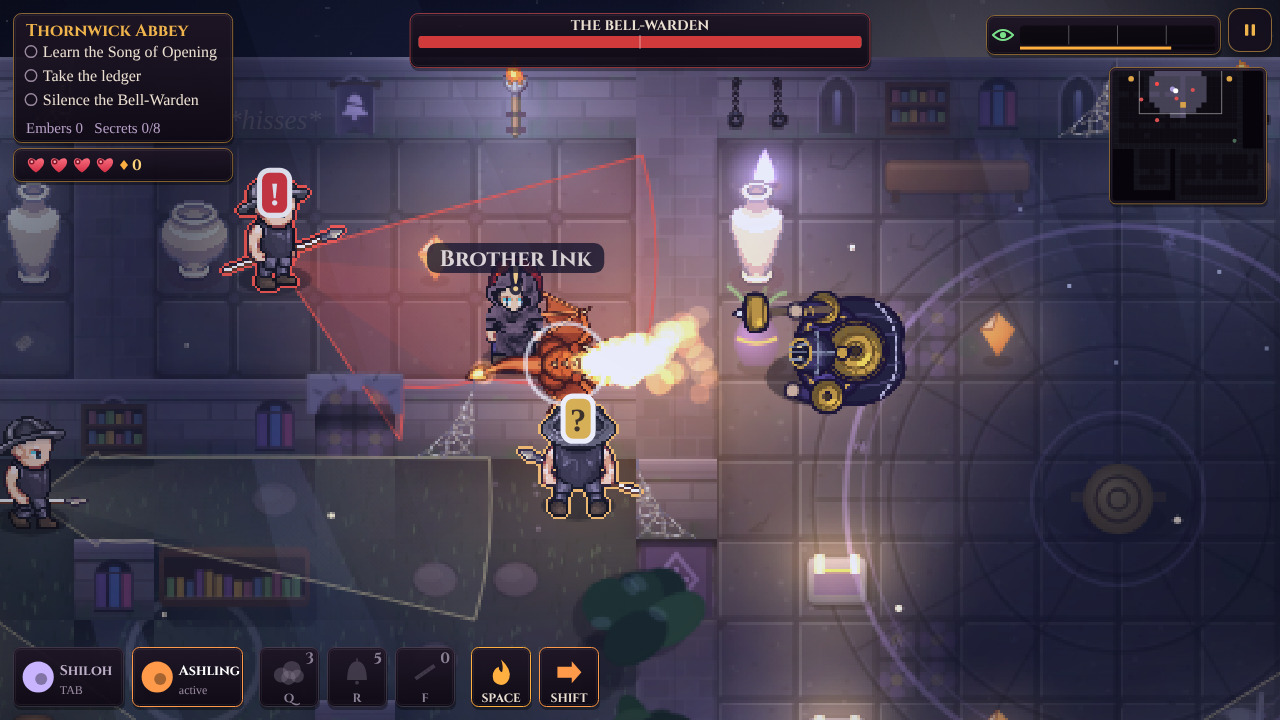 THORNWICK ABBEY
Learn the Song of Opening
Take the ledger
Silence the Bell-Warden
Embers 0 Secrets 0/8
0
THE BELL-WARDEN
*hisses*
!
BROTHER INK
?
SHILOH
TAB
ASHLING
active
3
Q
5
R
0
F
SPACE
SHIFT